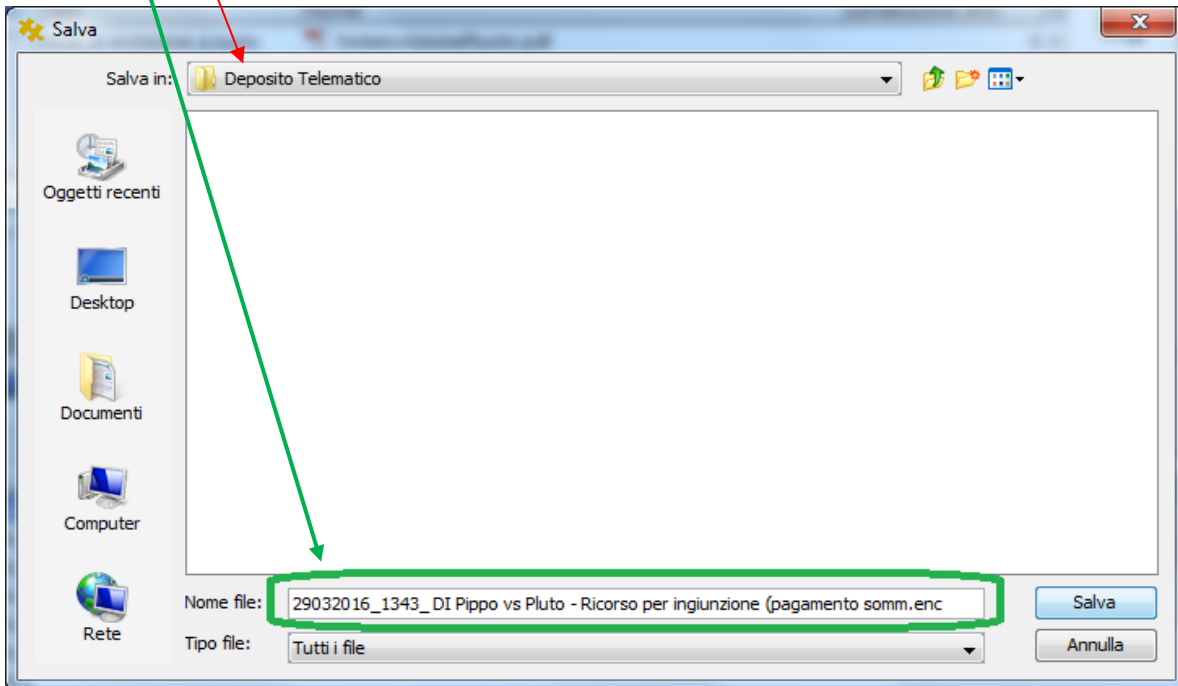 Salva
Salva in: Deposito Telematico
Oggetti recenti
Desktop
Documenti
Computer
Rete
Nome file: 29032016_1343_ DI Pippo vs Pluto - Ricorso per ingiunzione (pagamento somm.enc Salva
Tipo file: Tutti i file Annulla